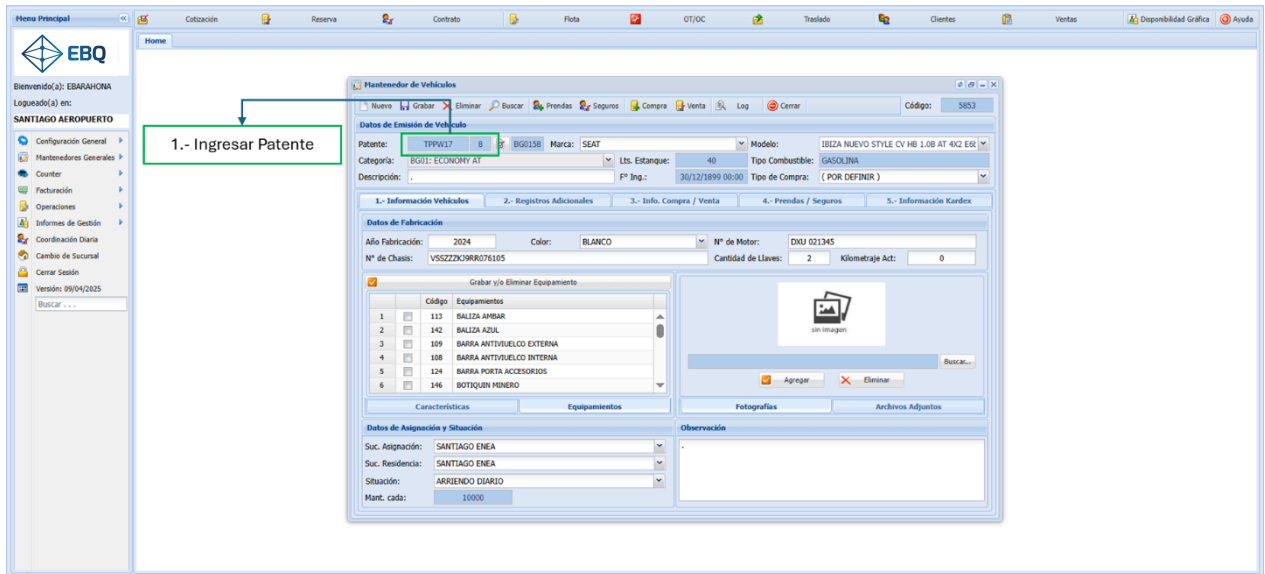 Menu Principal
Cotización Reserva Contrato Flota OT/OC Traslado Clientes Ventas Disponibilidad Gráfica Ayuda
Home
EBQ
Bienvenido(a): EBARAHONA
Logueado(a) en:
SANTIAGO AEROPUERTO
Configuración General
Mantenedores Generales
Counter
Facturación
Operaciones
Informes de Gestión
Coordinación Diaria
Cambio de Sucursal
Cerrar Sesión
Versión: 09/04/2025
Buscar . . .
1.- Ingresar Patente
Mantenedor de Vehículos
Nuevo Grabar Eliminar Buscar Prendas Seguros Compra Venta Log Cerrar Código: 5853
Datos de Emisión de Vehículo
Patente: TPPW17 8 BG0158 Marca: SEAT Modelo: IBIZA NUEVO STYLE CV HB 1.0B AT 4X2 E6
Categoría: BG01: ECONOMY AT Lts. Estanque: 40 Tipo Combustible: GASOLINA
Descripción: . Fº Ing.: 30/12/1899 00:00 Tipo de Compra: ( POR DEFINIR )
1.- Información Vehículos 2.- Registros Adicionales 3.- Info. Compra / Venta 4.- Prendas / Seguros 5.- Información Kardex
Datos de Fabricación
Año Fabricación: 2024 Color: BLANCO Nº de Motor: DXU 021345
Nº de Chasis: VSSZZZKJ9RR076105 Cantidad de Llaves: 2 Kilometraje Act: 0
Grabar y/o Eliminar Equipamiento
Código Equipamientos
1 113 BALIZA AMBAR
2 142 BALIZA AZUL
3 109 BARRA ANTIVIUELCO EXTERNA
4 108 BARRA ANTIVIUELCO INTERNA
5 124 BARRA PORTA ACCESORIOS
6 146 BOTIQUIN MINERO
Características Equipamientos
sin imagen
Buscar...
Agregar Eliminar
Fotografías Archivos Adjuntos
Datos de Asignación y Situación
Suc. Asignación: SANTIAGO ENEA
Suc. Residencia: SANTIAGO ENEA
Situación: ARRIENDO DIARIO
Mant. cada: 10000
Observación
.